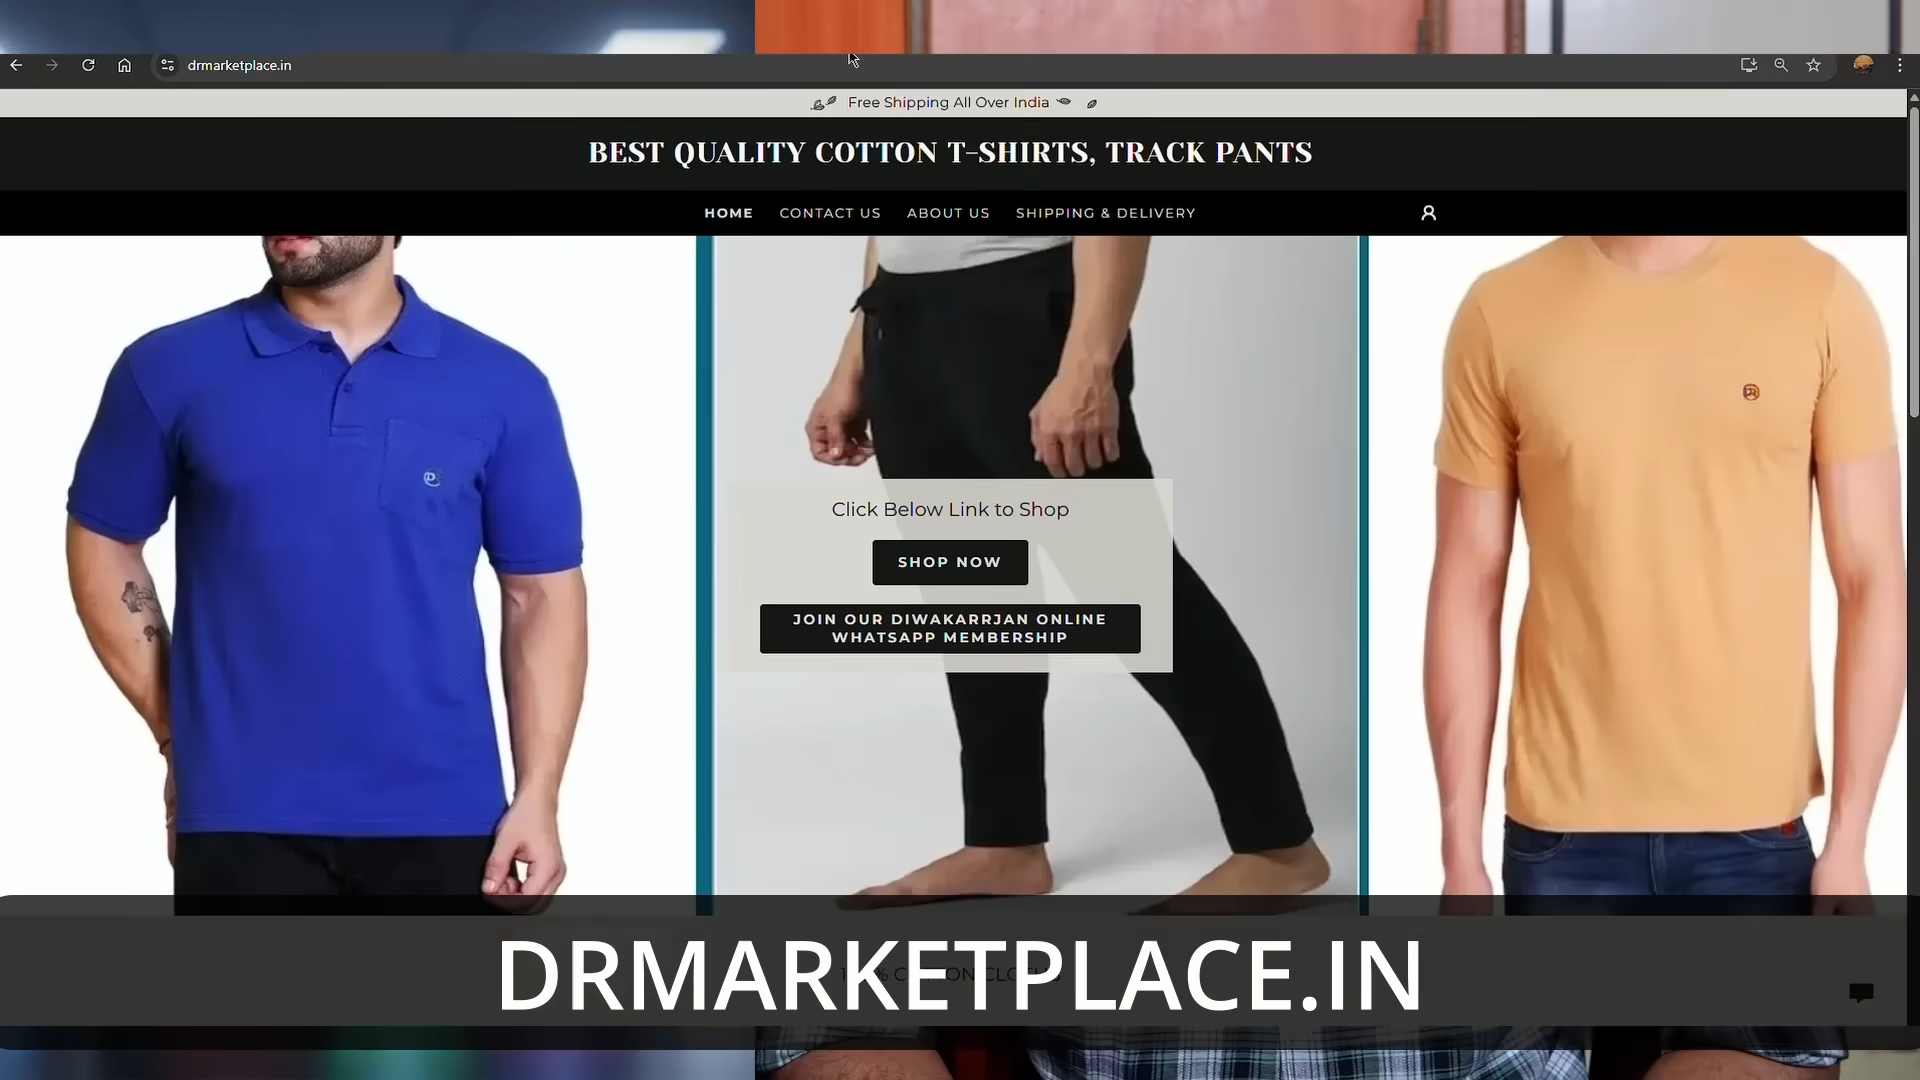 drmarketplace.in
Free Shipping All Over India
BEST QUALITY COTTON T-SHIRTS, TRACK PANTS
HOME CONTACT US ABOUT US SHIPPING & DELIVERY
Click Below Link to Shop
SHOP NOW
JOIN OUR DIWAKARRJAN ONLINE
WHATSAPP MEMBERSHIP
DRMARKETPLACE.IN